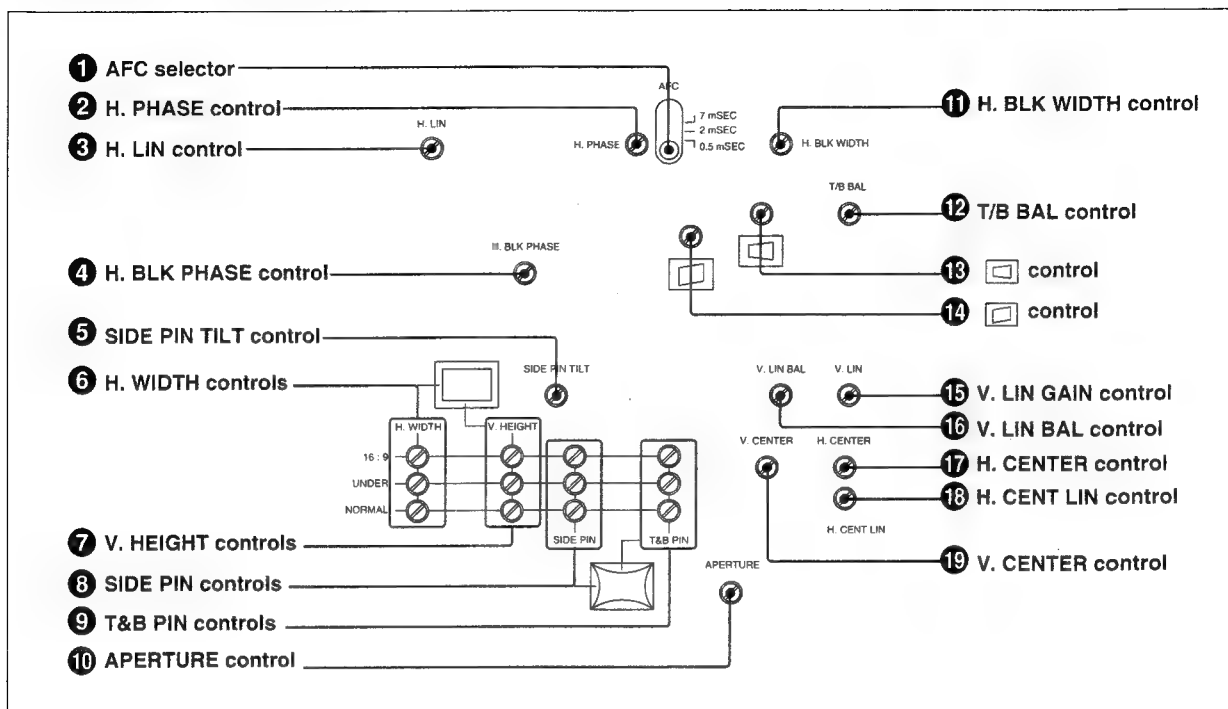 1 AFC selector
2 H. PHASE control
3 H. LIN control
4 H. BLK PHASE control
5 SIDE PIN TILT control
6 H. WIDTH controls
7 V. HEIGHT controls
8 SIDE PIN controls
9 T&B PIN controls
10 APERTURE control
AFC
7 mSEC
2 mSEC
0.5 mSEC
H. LIN
H. PHASE
H. BLK WIDTH
T/B BAL
III. BLK PHASE
SIDE PIN TILT
V. LIN BAL
V. LIN
H. WIDTH
V. HEIGHT
V. CENTER
H. CENTER
16 : 9
UNDER
NORMAL
SIDE PIN
T&B PIN
H. CENT LIN
APERTURE
11 H. BLK WIDTH control
12 T/B BAL control
13 control
14 control
15 V. LIN GAIN control
16 V. LIN BAL control
17 H. CENTER control
18 H. CENT LIN control
19 V. CENTER control